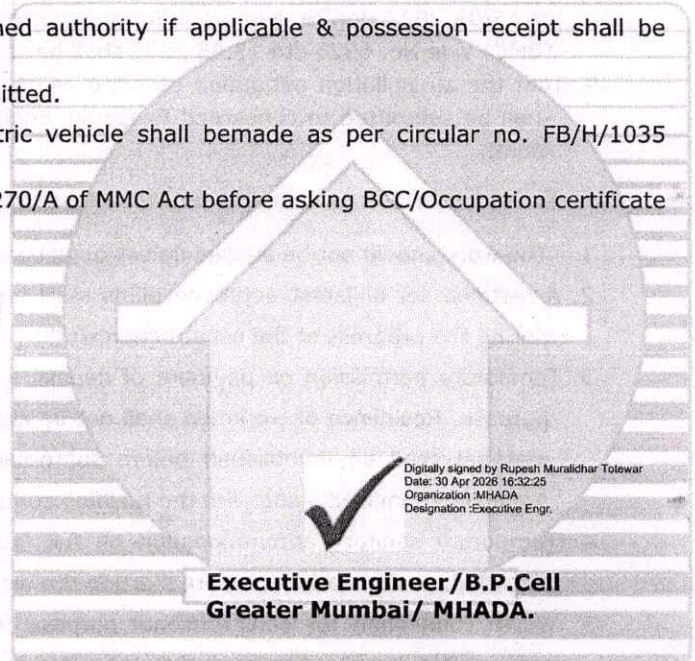 ned authority if applicable & possession receipt shall be
itted.
tric vehicle shall bemade as per circular no. FB/H/1035
270/A of MMC Act before asking BCC/Occupation certificate
Digitally signed by Rupesh Muralidhar Totewar
Date: 30 Apr 2026 16:32:25
Organization :MHADA
Designation :Executive Engr.
Executive Engineer/B.P.Cell
Greater Mumbai/ MHADA.